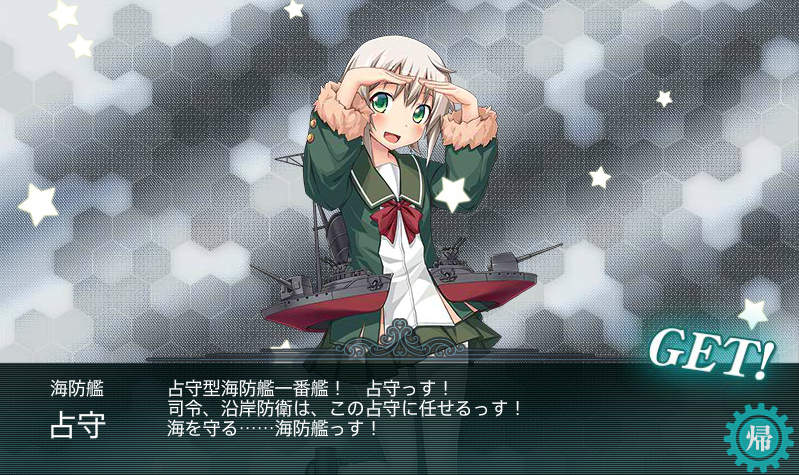 GET!
海防艦
占守
占守型海防艦一番艦！　占守っす！
司令、沿岸防衛は、この占守に任せるっす！
海を守る……海防艦っす！
帰